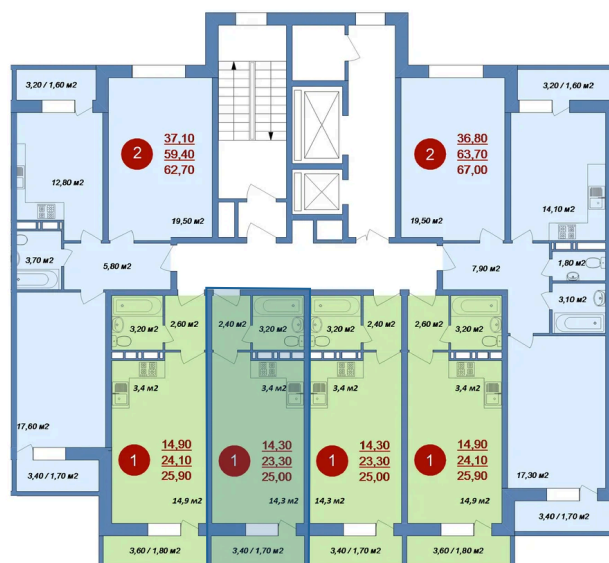 3,20 / 1,60 м2
3,20 / 1,60 м2
2
37,10
59,40
62,70
2
36,80
63,70
67,00
12,80 м2
19,50 м2
19,50 м2
14,10 м2
3,70 м2
5,80 м2
7,90 м2
1,80 м2
3,10 м2
3,20 м2
2,60 м2
2,40 м2
3,20 м2
3,20 м2
2,40 м2
2,60 м2
3,20 м2
3,4 м2
3,4 м2
3,4 м2
3,4 м2
17,60 м2
1
14,90
24,10
25,90
1
14,30
23,30
25,00
1
14,30
23,30
25,00
1
14,90
24,10
25,90
17,30 м2
3,40 / 1,70 м2
14,9 м2
14,3 м2
14,3 м2
14,9 м2
3,40 / 1,70 м2
3,60 / 1,80 м2
3,40 / 1,70 м2
3,40 / 1,70 м2
3,60 / 1,80 м2